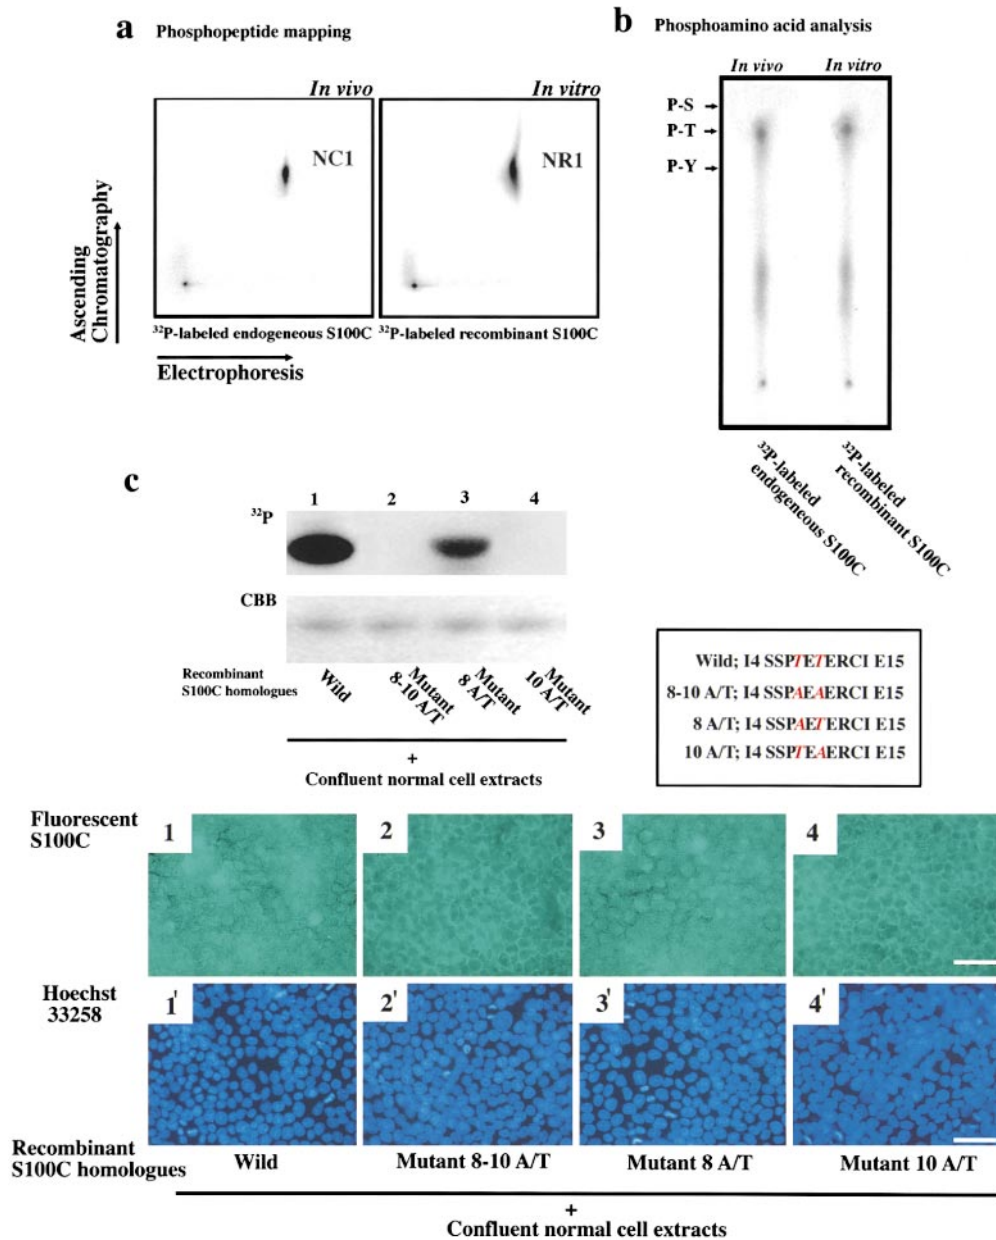 a Phosphopeptide mapping
In vivo
In vitro
NC1
NR1
Ascending
Chromatography
³²P-labeled endogeneous S100C
³²P-labeled recombinant S100C
Electrophoresis
b Phosphoamino acid analysis
In vivo
In vitro
P-S
P-T
P-Y
³²P-labeled
endogeneous S100C
³²P-labeled
recombinant S100C
c
1 2 3 4
³²P
CBB
Recombinant
S100C homologues
Wild
Mutant
8-10 A/T
Mutant
8 A/T
Mutant
10 A/T
+
Confluent normal cell extracts
Wild; I4 SSPTETERCI E15
8-10 A/T; I4 SSPAEAERCI E15
8 A/T; I4 SSPAETERCI E15
10 A/T; I4 SSPTEAERCI E15
Fluorescent
S100C
1
2
3
4
Hoechst
33258
1'
2'
3'
4'
Recombinant
S100C homologues
Wild
Mutant 8-10 A/T
Mutant 8 A/T
Mutant 10 A/T
+
Confluent normal cell extracts